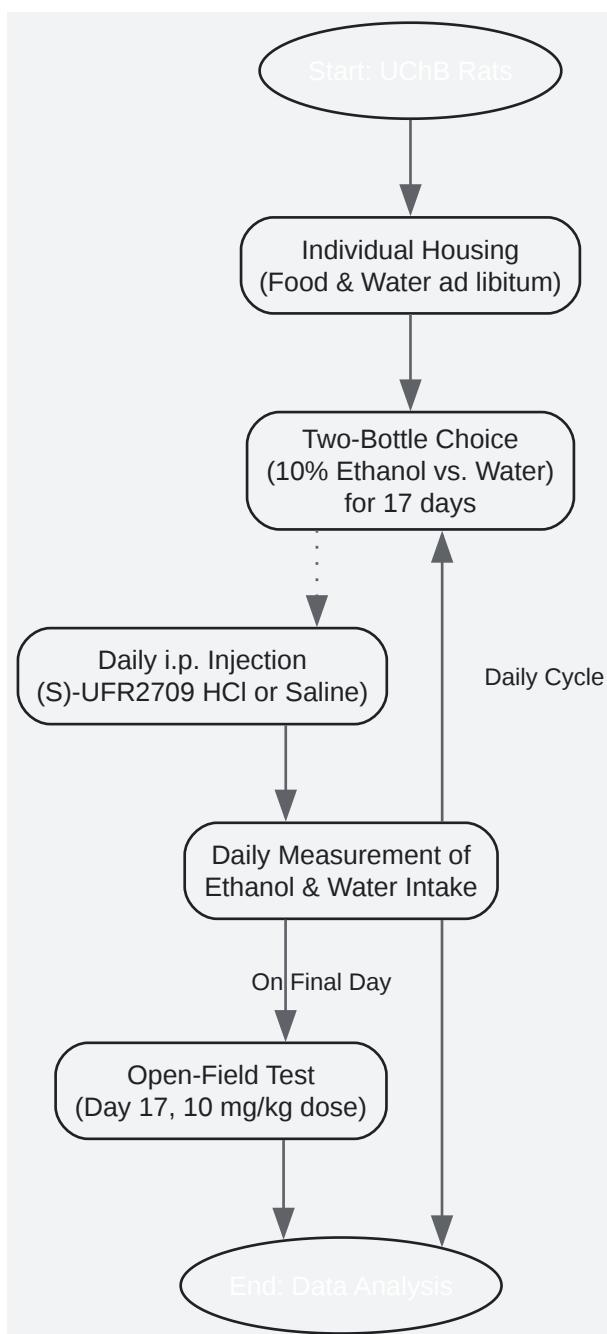 Start: UChB Rats
Individual Housing
(Food & Water ad libitum)
Two-Bottle Choice
(10% Ethanol vs. Water)
for 17 days
Daily i.p. Injection
(S)-UFR2709 HCl or Saline)
Daily Cycle
Daily Measurement of
Ethanol & Water Intake
On Final Day
Open-Field Test
(Day 17, 10 mg/kg dose)
End: Data Analysis